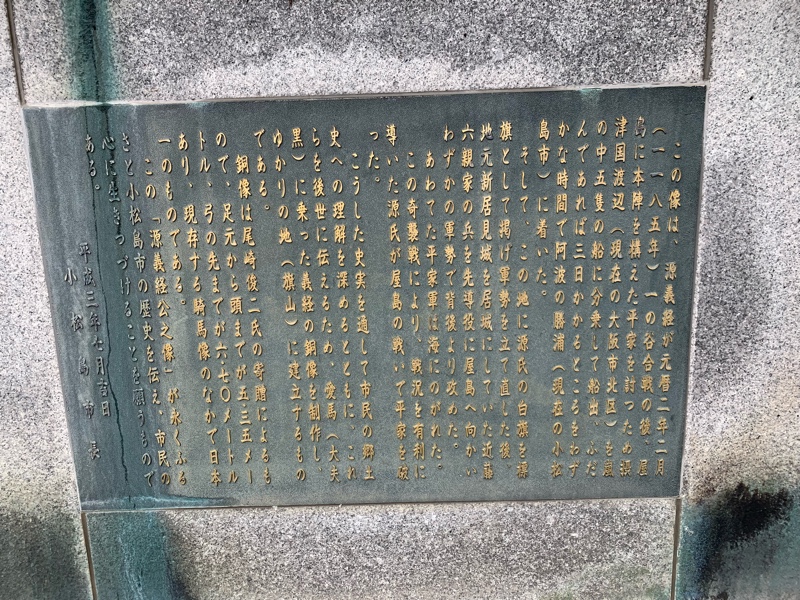 この像は、源義経が元暦二年二月
（一一八五年）一の谷合戦の後、屋
島に本陣を構えた平家を討つため摂
津国渡辺（現在の大阪市北区）を嵐
の中五隻の船に分乗して船出、ふだ
んであれば三日かかるところをわず
かな時間で阿波の勝浦（現在の小松
島市）に着いた。
そして、この地に源氏の白旗を源
旗として掲げ軍勢を立て直した後、
地元新居見城を居城にしていた近藤
六親家の兵を先導役に屋島へ向かい
わずかの軍勢で背後より攻めた。
あわてた平家軍は海にのがれた。
この奇襲戦により、戦況を有利に
導いた源氏が屋島の戦いで平家を破
った。
こうした史実を通して市民の郷土
史への理解を深めるとともに、これ
らを後世に伝えるため、愛馬（大夫
黒）に乗った義経の銅像を制作し、
ゆかりの地（旗山）に建立するもの
である。
銅像は尾崎俊二氏の寄贈によるも
ので、足元から頭までが五・三五メー
トル、弓の先までが六・七〇メートル
あり、現存する騎馬像のなかで日本
一のものである。
この「源義経公之像」が永くふる
さと小松島市の歴史を伝え、市民の
心に生きつづけることを願うもので
ある。
平成三年七月吉日
小松島市長